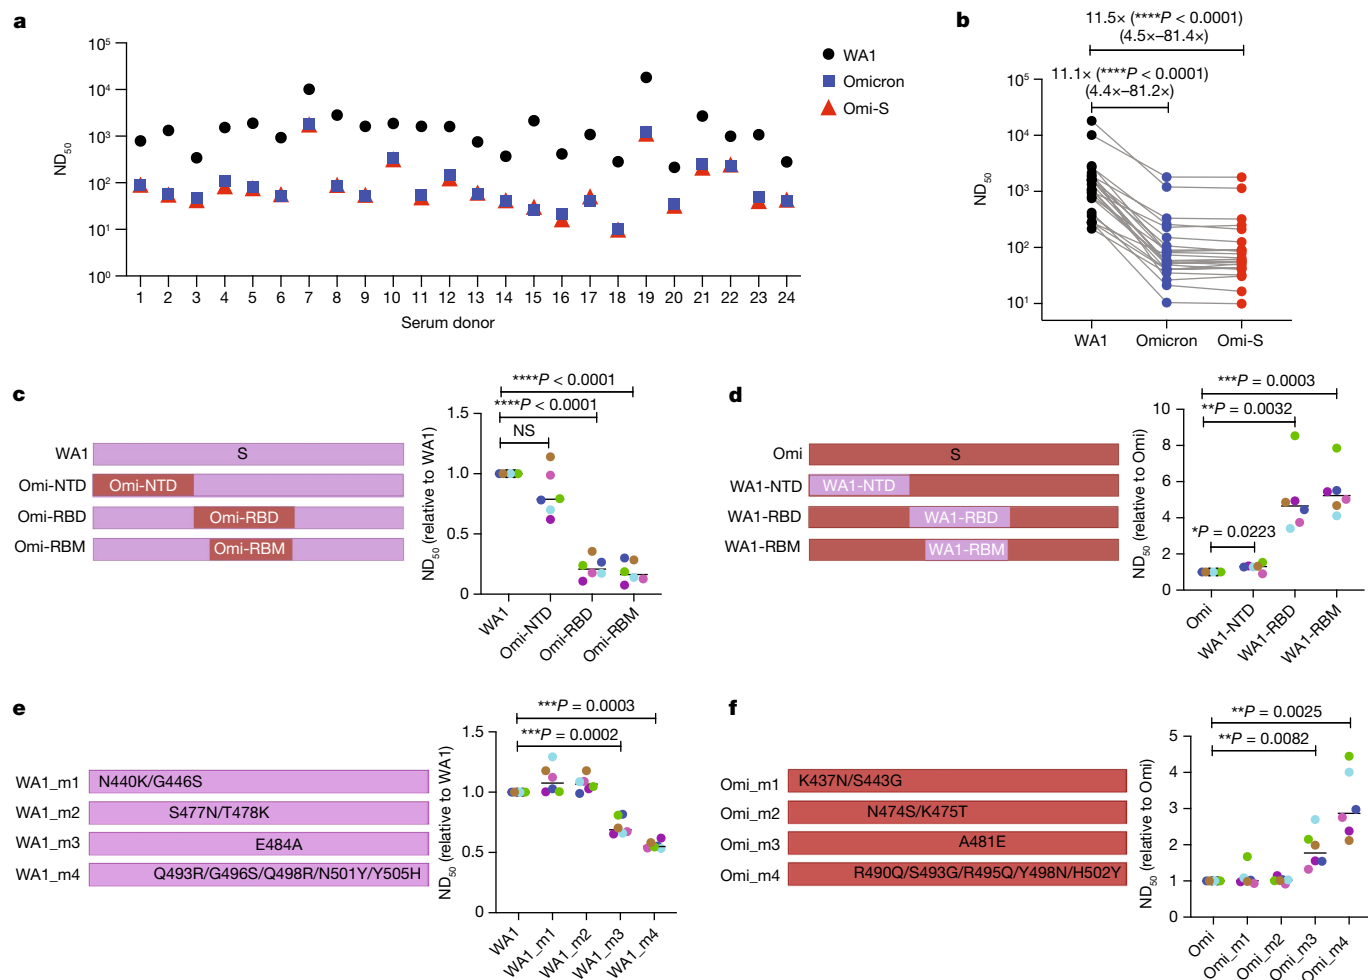 a
10⁵
10⁴
10³
10²
10¹
10⁰
ND₅₀
1 2 3 4 5 6 7 8 9 10 11 12 13 14 15 16 17 18 19 20 21 22 23 24
Serum donor
WA1
Omicron
Omi-S
b
11.5× (****P < 0.0001)
(4.5×–81.4×)
11.1× (****P < 0.0001)
(4.4×–81.2×)
10⁵
10⁴
10³
10²
10¹
ND₅₀
WA1 Omicron Omi-S
c
WA1 S
Omi-NTD Omi-NTD
Omi-RBD Omi-RBD
Omi-RBM Omi-RBM
****P < 0.0001
****P < 0.0001
NS
1.5
1.0
0.5
0
ND₅₀ (relative to WA1)
WA1 Omi-NTD Omi-RBD Omi-RBM
d
Omi S
WA1-NTD WA1-NTD
WA1-RBD WA1-RBD
WA1-RBM WA1-RBM
***P = 0.0003
**P = 0.0032
*P = 0.0223
10
8
6
4
2
0
ND₅₀ (relative to Omi)
Omi WA1-NTD WA1-RBD WA1-RBM
e
WA1_m1 N440K/G446S
WA1_m2 S477N/T478K
WA1_m3 E484A
WA1_m4 Q493R/G496S/Q498R/N501Y/Y505H
***P = 0.0003
***P = 0.0002
1.5
1.0
0.5
0
ND₅₀ (relative to WA1)
WA1 WA1_m1 WA1_m2 WA1_m3 WA1_m4
f
Omi_m1 K437N/S443G
Omi_m2 N474S/K475T
Omi_m3 A481E
Omi_m4 R490Q/S493G/R495Q/Y498N/H502Y
**P = 0.0025
**P = 0.0082
5
4
3
2
1
0
ND₅₀ (relative to Omi)
Omi Omi_m1 Omi_m2 Omi_m3 Omi_m4